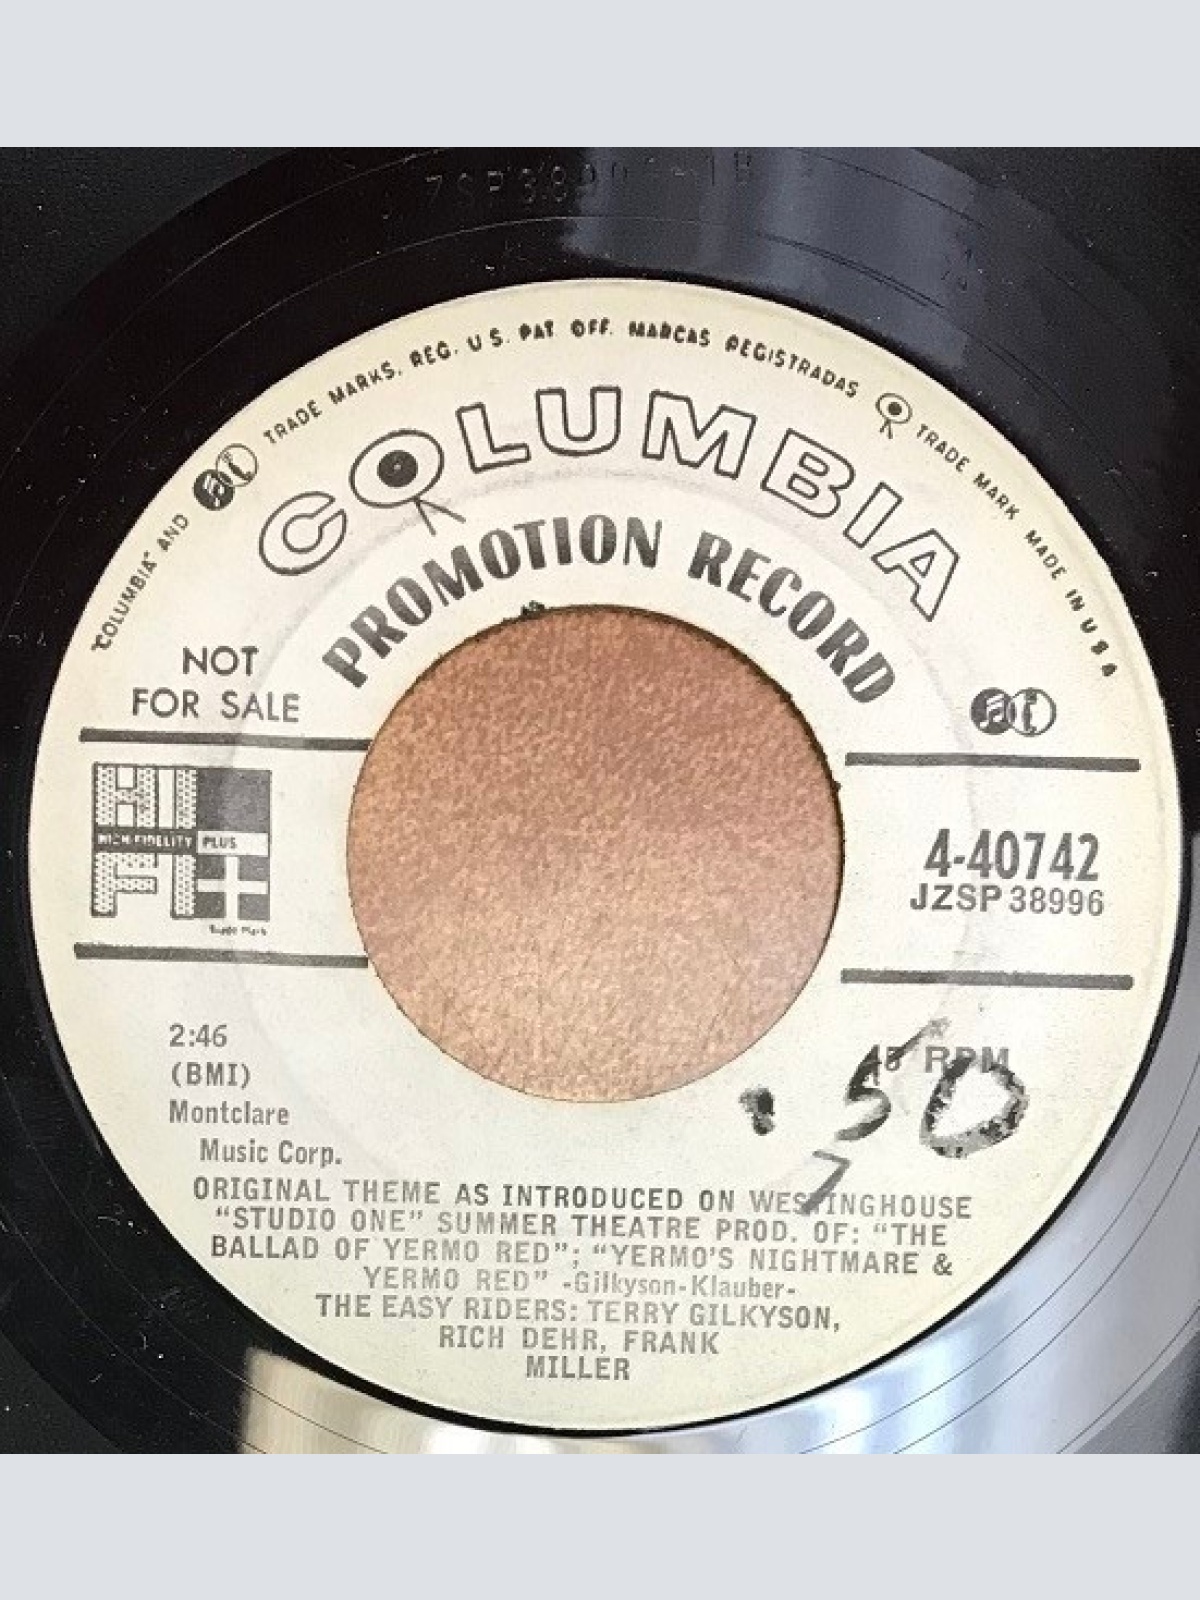 "COLUMBIA" AND TRADE MARKS, REG. U.S. PAT. OFF. MARCAS REGISTRADAS TRADE MARK MADE IN U S A
COLUMBIA
PROMOTION RECORD
NOT
FOR SALE
HI
HIGH FIDELITY PLUS
FI
Trade Mark
4-40742
JZSP 38996
45 RPM
.50
7
2:46
(BMI)
Montclare
Music Corp.
ORIGINAL THEME AS INTRODUCED ON WESTINGHOUSE
"STUDIO ONE" SUMMER THEATRE PROD. OF: "THE
BALLAD OF YERMO RED"; "YERMO'S NIGHTMARE &
YERMO RED" -Gilkyson-Klauber-
THE EASY RIDERS: TERRY GILKYSON,
RICH DEHR, FRANK
MILLER